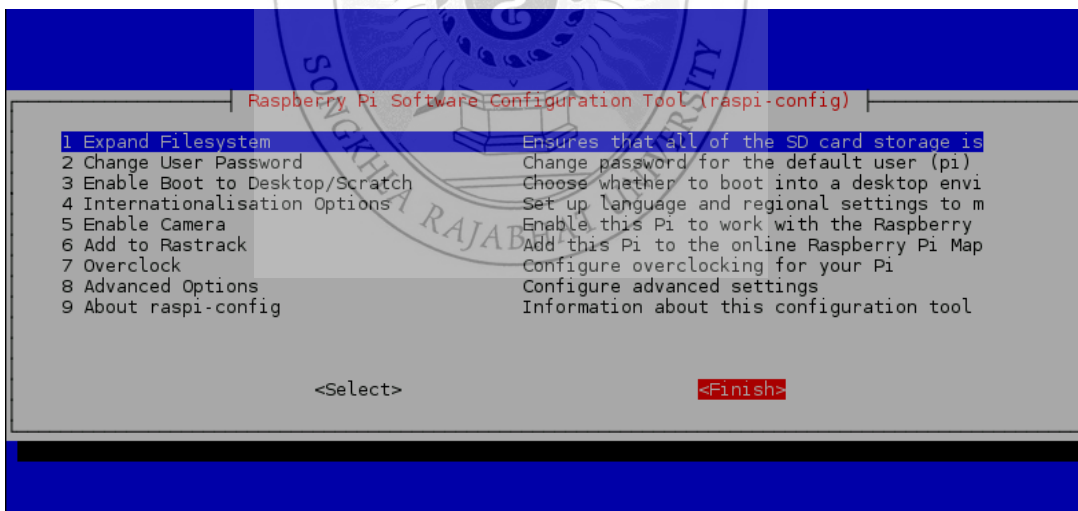 SONGKHLA RAJABHAT UNIVERSITY
Raspberry Pi Software Configuration Tool (raspi-config)
1 Expand Filesystem Ensures that all of the SD card storage is
2 Change User Password Change password for the default user (pi)
3 Enable Boot to Desktop/Scratch Choose whether to boot into a desktop envi
4 Internationalisation Options Set up language and regional settings to m
5 Enable Camera Enable this Pi to work with the Raspberry
6 Add to Rastrack Add this Pi to the online Raspberry Pi Map
7 Overclock Configure overclocking for your Pi
8 Advanced Options Configure advanced settings
9 About raspi-config Information about this configuration tool
<Select> <Finish>